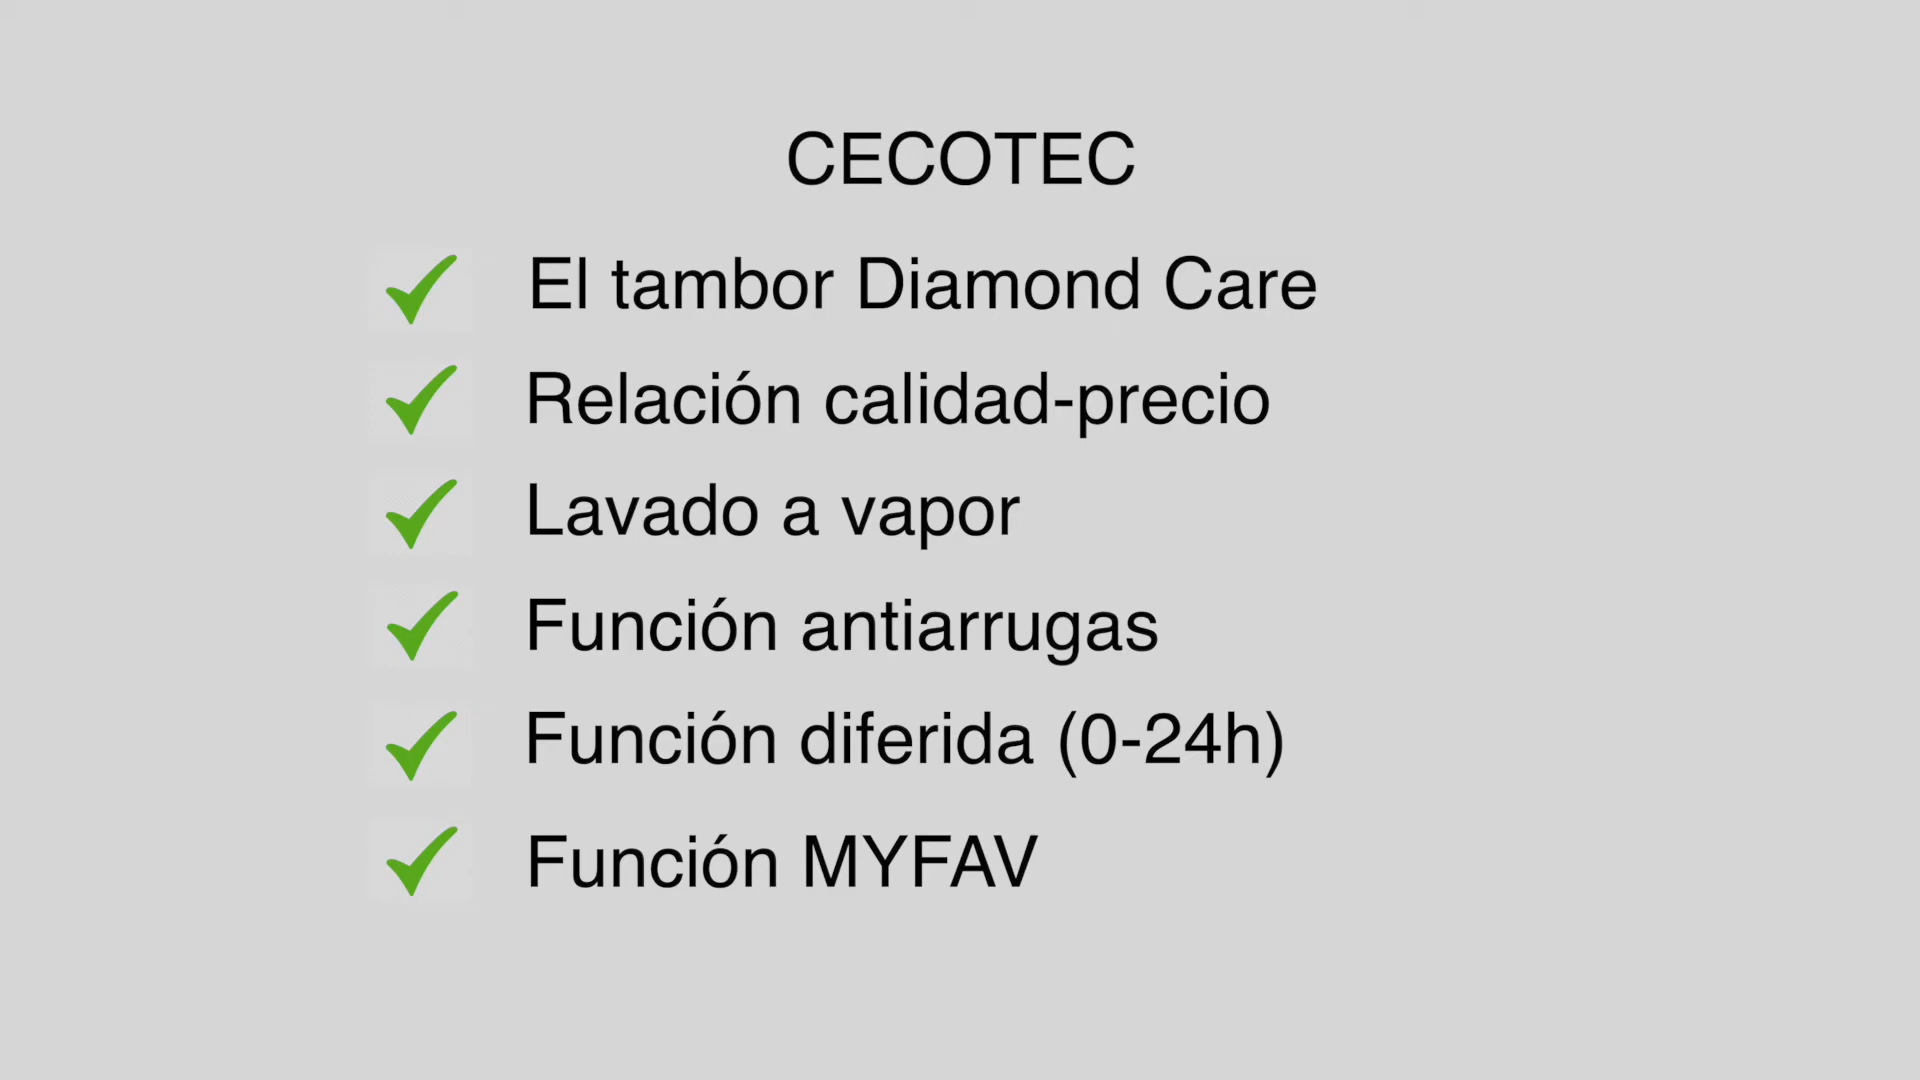 CECOTEC
El tambor Diamond Care
Relación calidad-precio
Lavado a vapor
Función antiarrugas
Función diferida (0-24h)
Función MYFAV